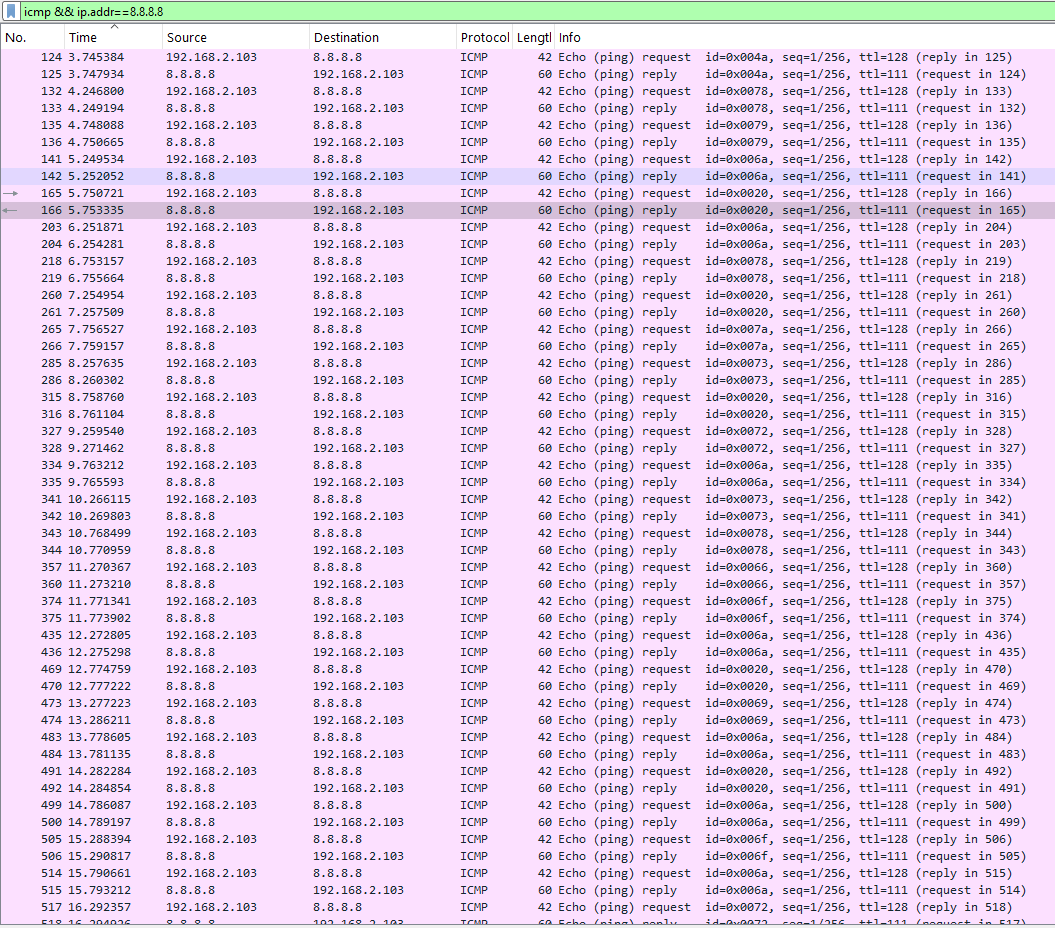 icmp && ip.addr==8.8.8.8
No. Time Source Destination Protocol Lengtl Info
124 3.745384 192.168.2.103 8.8.8.8 ICMP 42 Echo (ping) request id=0x004a, seq=1/256, ttl=128 (reply in 125)
125 3.747934 8.8.8.8 192.168.2.103 ICMP 60 Echo (ping) reply id=0x004a, seq=1/256, ttl=111 (request in 124)
132 4.246800 192.168.2.103 8.8.8.8 ICMP 42 Echo (ping) request id=0x0078, seq=1/256, ttl=128 (reply in 133)
133 4.249194 8.8.8.8 192.168.2.103 ICMP 60 Echo (ping) reply id=0x0078, seq=1/256, ttl=111 (request in 132)
135 4.748088 192.168.2.103 8.8.8.8 ICMP 42 Echo (ping) request id=0x0079, seq=1/256, ttl=128 (reply in 136)
136 4.750665 8.8.8.8 192.168.2.103 ICMP 60 Echo (ping) reply id=0x0079, seq=1/256, ttl=111 (request in 135)
141 5.249534 192.168.2.103 8.8.8.8 ICMP 42 Echo (ping) request id=0x006a, seq=1/256, ttl=128 (reply in 142)
142 5.252052 8.8.8.8 192.168.2.103 ICMP 60 Echo (ping) reply id=0x006a, seq=1/256, ttl=111 (request in 141)
165 5.750721 192.168.2.103 8.8.8.8 ICMP 42 Echo (ping) request id=0x0020, seq=1/256, ttl=128 (reply in 166)
166 5.753335 8.8.8.8 192.168.2.103 ICMP 60 Echo (ping) reply id=0x0020, seq=1/256, ttl=111 (request in 165)
203 6.251871 192.168.2.103 8.8.8.8 ICMP 42 Echo (ping) request id=0x006a, seq=1/256, ttl=128 (reply in 204)
204 6.254281 8.8.8.8 192.168.2.103 ICMP 60 Echo (ping) reply id=0x006a, seq=1/256, ttl=111 (request in 203)
218 6.753157 192.168.2.103 8.8.8.8 ICMP 42 Echo (ping) request id=0x0078, seq=1/256, ttl=128 (reply in 219)
219 6.755664 8.8.8.8 192.168.2.103 ICMP 60 Echo (ping) reply id=0x0078, seq=1/256, ttl=111 (request in 218)
260 7.254954 192.168.2.103 8.8.8.8 ICMP 42 Echo (ping) request id=0x0020, seq=1/256, ttl=128 (reply in 261)
261 7.257509 8.8.8.8 192.168.2.103 ICMP 60 Echo (ping) reply id=0x0020, seq=1/256, ttl=111 (request in 260)
265 7.756527 192.168.2.103 8.8.8.8 ICMP 42 Echo (ping) request id=0x007a, seq=1/256, ttl=128 (reply in 266)
266 7.759157 8.8.8.8 192.168.2.103 ICMP 60 Echo (ping) reply id=0x007a, seq=1/256, ttl=111 (request in 265)
285 8.257635 192.168.2.103 8.8.8.8 ICMP 42 Echo (ping) request id=0x0073, seq=1/256, ttl=128 (reply in 286)
286 8.260302 8.8.8.8 192.168.2.103 ICMP 60 Echo (ping) reply id=0x0073, seq=1/256, ttl=111 (request in 285)
315 8.758760 192.168.2.103 8.8.8.8 ICMP 42 Echo (ping) request id=0x0020, seq=1/256, ttl=128 (reply in 316)
316 8.761104 8.8.8.8 192.168.2.103 ICMP 60 Echo (ping) reply id=0x0020, seq=1/256, ttl=111 (request in 315)
327 9.259540 192.168.2.103 8.8.8.8 ICMP 42 Echo (ping) request id=0x0072, seq=1/256, ttl=128 (reply in 328)
328 9.271462 8.8.8.8 192.168.2.103 ICMP 60 Echo (ping) reply id=0x0072, seq=1/256, ttl=111 (request in 327)
334 9.763212 192.168.2.103 8.8.8.8 ICMP 42 Echo (ping) request id=0x006a, seq=1/256, ttl=128 (reply in 335)
335 9.765593 8.8.8.8 192.168.2.103 ICMP 60 Echo (ping) reply id=0x006a, seq=1/256, ttl=111 (request in 334)
341 10.266115 192.168.2.103 8.8.8.8 ICMP 42 Echo (ping) request id=0x0073, seq=1/256, ttl=128 (reply in 342)
342 10.269803 8.8.8.8 192.168.2.103 ICMP 60 Echo (ping) reply id=0x0073, seq=1/256, ttl=111 (request in 341)
343 10.768499 192.168.2.103 8.8.8.8 ICMP 42 Echo (ping) request id=0x0078, seq=1/256, ttl=128 (reply in 344)
344 10.770959 8.8.8.8 192.168.2.103 ICMP 60 Echo (ping) reply id=0x0078, seq=1/256, ttl=111 (request in 343)
357 11.270367 192.168.2.103 8.8.8.8 ICMP 42 Echo (ping) request id=0x0066, seq=1/256, ttl=128 (reply in 360)
360 11.273210 8.8.8.8 192.168.2.103 ICMP 60 Echo (ping) reply id=0x0066, seq=1/256, ttl=111 (request in 357)
374 11.771341 192.168.2.103 8.8.8.8 ICMP 42 Echo (ping) request id=0x006f, seq=1/256, ttl=128 (reply in 375)
375 11.773902 8.8.8.8 192.168.2.103 ICMP 60 Echo (ping) reply id=0x006f, seq=1/256, ttl=111 (request in 374)
435 12.272805 192.168.2.103 8.8.8.8 ICMP 42 Echo (ping) request id=0x006a, seq=1/256, ttl=128 (reply in 436)
436 12.275298 8.8.8.8 192.168.2.103 ICMP 60 Echo (ping) reply id=0x006a, seq=1/256, ttl=111 (request in 435)
469 12.774759 192.168.2.103 8.8.8.8 ICMP 42 Echo (ping) request id=0x0020, seq=1/256, ttl=128 (reply in 470)
470 12.777222 8.8.8.8 192.168.2.103 ICMP 60 Echo (ping) reply id=0x0020, seq=1/256, ttl=111 (request in 469)
473 13.277223 192.168.2.103 8.8.8.8 ICMP 42 Echo (ping) request id=0x0069, seq=1/256, ttl=128 (reply in 474)
474 13.286211 8.8.8.8 192.168.2.103 ICMP 60 Echo (ping) reply id=0x0069, seq=1/256, ttl=111 (request in 473)
483 13.778605 192.168.2.103 8.8.8.8 ICMP 42 Echo (ping) request id=0x006a, seq=1/256, ttl=128 (reply in 484)
484 13.781135 8.8.8.8 192.168.2.103 ICMP 60 Echo (ping) reply id=0x006a, seq=1/256, ttl=111 (request in 483)
491 14.282284 192.168.2.103 8.8.8.8 ICMP 42 Echo (ping) request id=0x0020, seq=1/256, ttl=128 (reply in 492)
492 14.284854 8.8.8.8 192.168.2.103 ICMP 60 Echo (ping) reply id=0x0020, seq=1/256, ttl=111 (request in 491)
499 14.786087 192.168.2.103 8.8.8.8 ICMP 42 Echo (ping) request id=0x006a, seq=1/256, ttl=128 (reply in 500)
500 14.789197 8.8.8.8 192.168.2.103 ICMP 60 Echo (ping) reply id=0x006a, seq=1/256, ttl=111 (request in 499)
505 15.288394 192.168.2.103 8.8.8.8 ICMP 42 Echo (ping) request id=0x006f, seq=1/256, ttl=128 (reply in 506)
506 15.290817 8.8.8.8 192.168.2.103 ICMP 60 Echo (ping) reply id=0x006f, seq=1/256, ttl=111 (request in 505)
514 15.790661 192.168.2.103 8.8.8.8 ICMP 42 Echo (ping) request id=0x006a, seq=1/256, ttl=128 (reply in 515)
515 15.793212 8.8.8.8 192.168.2.103 ICMP 60 Echo (ping) reply id=0x006a, seq=1/256, ttl=111 (request in 514)
517 16.292357 192.168.2.103 8.8.8.8 ICMP 42 Echo (ping) request id=0x0072, seq=1/256, ttl=128 (reply in 518)